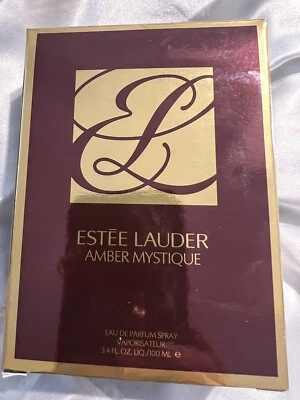 ESTĒE LAUDER
AMBER MYSTIQUE
EAU DE PARFUM SPRAY
VAPORISATEUR
3.4 FL. OZ. LIQ./100 ML ℮